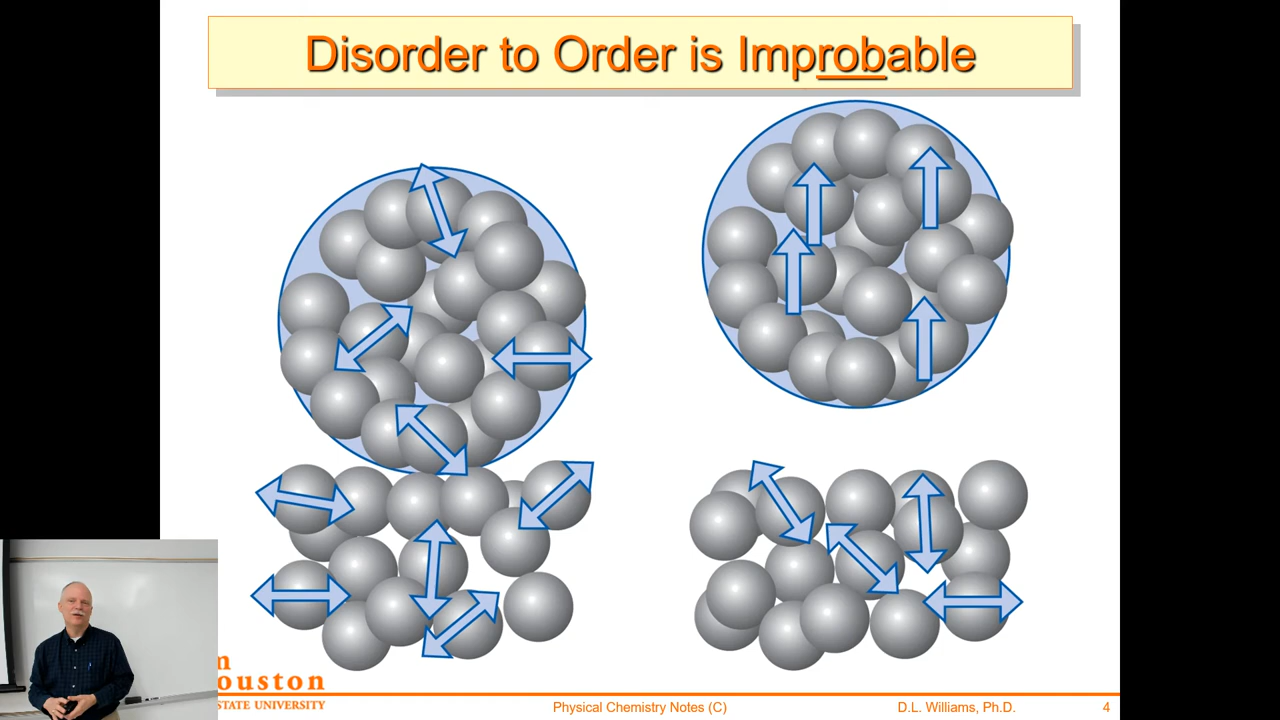 Disorder to Order is Improbable
n
ouston
STATE UNIVERSITY
Physical Chemistry Notes (C)
D.L. Williams, Ph.D.
4